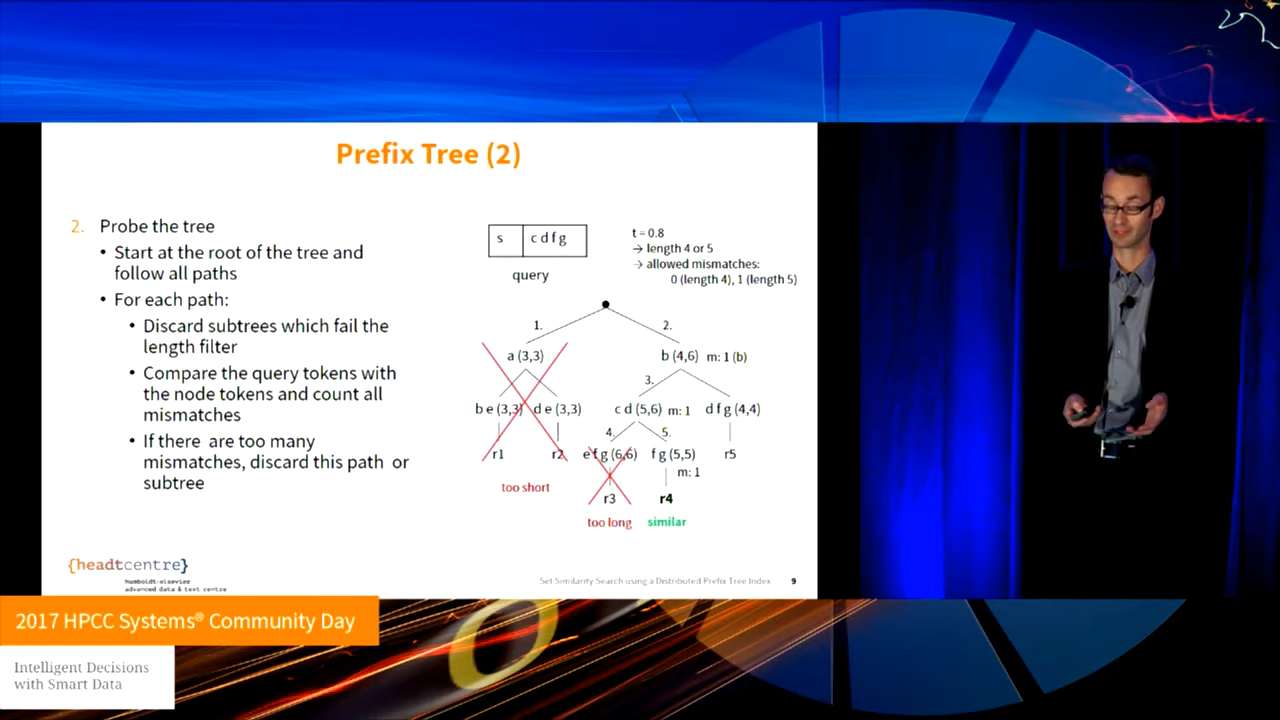 Prefix Tree (2)
2. Probe the tree
• Start at the root of the tree and
follow all paths
• For each path:
• Discard subtrees which fail the
length filter
• Compare the query tokens with
the node tokens and count all
mismatches
• If there are too many
mismatches, discard this path or
subtree
s c d f g
query
t = 0.8
→ length 4 or 5
→ allowed mismatches:
0 (length 4), 1 (length 5)
1. 2.
a (3,3) b (4,6) m: 1 (b)
3.
b e (3,3) d e (3,3) c d (5,6) m: 1 d f g (4,4)
4. 5.
r1 r2 e f g (6,6) f g (5,5) r5
m: 1
r3 r4
too short
too long similar
{headtcentre}
humboldt-elsevier
advanced data & text centre
Set Similarity Search using a Distributed Prefix Tree Index 9
2017 HPCC Systems® Community Day
Intelligent Decisions
with Smart Data